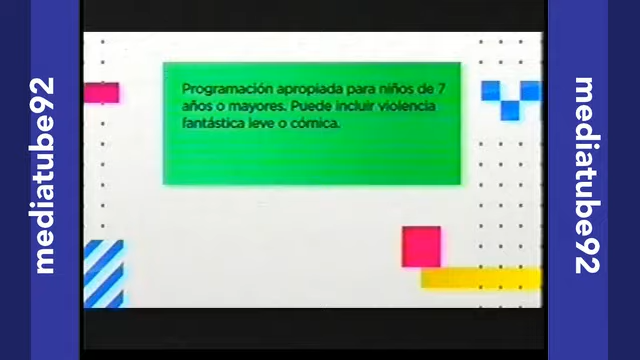 mediatube92
Programación apropiada para niños de 7
años o mayores. Puede incluir violencia
fantástica leve o cómica.
mediatube92